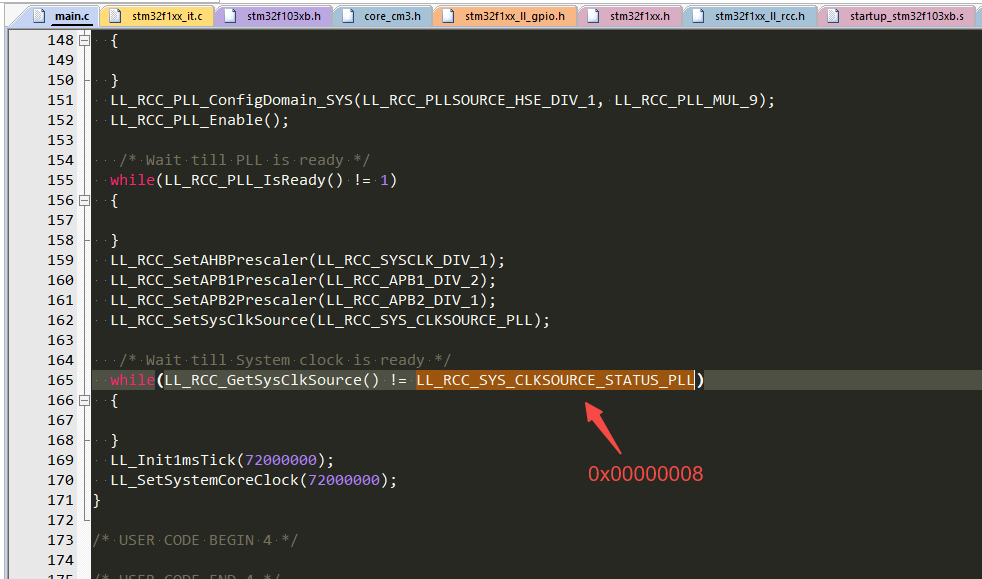 main.c stm32f1xx_it.c stm32f103xb.h core_cm3.h stm32f1xx_ll_gpio.h stm32f1xx.h stm32f1xx_ll_rcc.h startup_stm32f103xb.s
148 {
149
150 }
151 LL_RCC_PLL_ConfigDomain_SYS(LL_RCC_PLLSOURCE_HSE_DIV_1, LL_RCC_PLL_MUL_9);
152 LL_RCC_PLL_Enable();
153
154 /* Wait till PLL is ready */
155 while(LL_RCC_PLL_IsReady() != 1)
156 {
157
158 }
159 LL_RCC_SetAHBPrescaler(LL_RCC_SYSCLK_DIV_1);
160 LL_RCC_SetAPB1Prescaler(LL_RCC_APB1_DIV_2);
161 LL_RCC_SetAPB2Prescaler(LL_RCC_APB2_DIV_1);
162 LL_RCC_SetSysClkSource(LL_RCC_SYS_CLKSOURCE_PLL);
163
164 /* Wait till System clock is ready */
165 while(LL_RCC_GetSysClkSource() != LL_RCC_SYS_CLKSOURCE_STATUS_PLL)
166 {
167
168 }
169 LL_Init1msTick(72000000);
0x00000008
170 LL_SetSystemCoreClock(72000000);
171 }
172
173 /* USER CODE BEGIN 4 */
174
175 /* USER CODE END 4 */